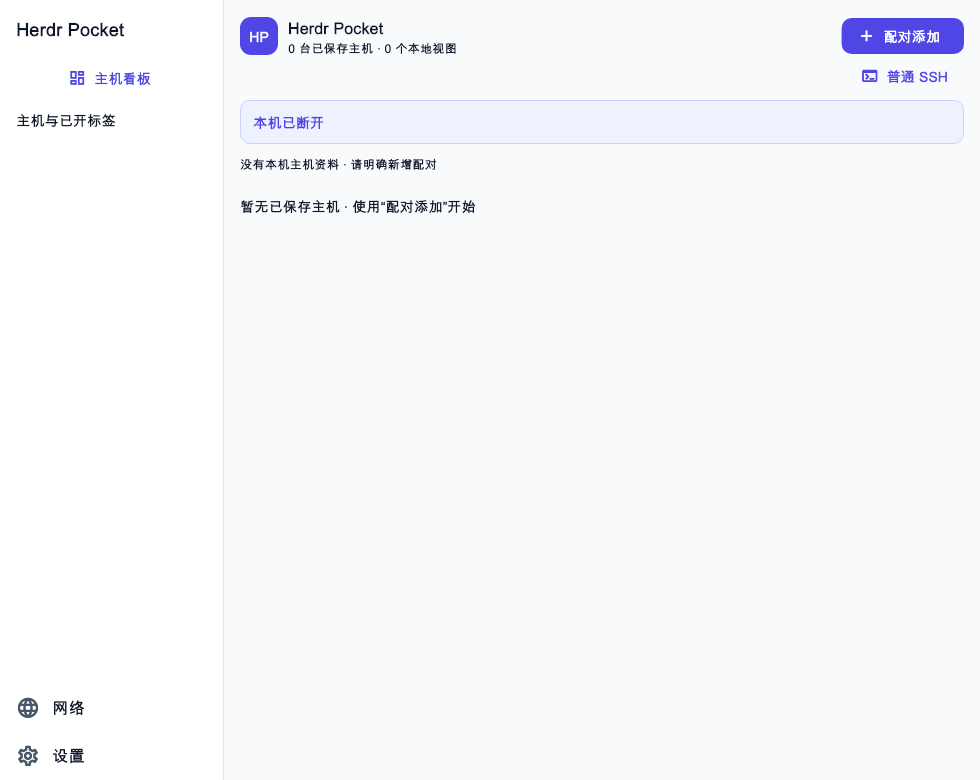 Herdr Pocket
主机看板
主机与已开标签
网络
设置
HP
Herdr Pocket
0 台已保存主机 · 0 个本地视图
配对添加
普通 SSH
本机已断开
没有本机主机资料 · 请明确新增配对
暂无已保存主机 · 使用“配对添加”开始